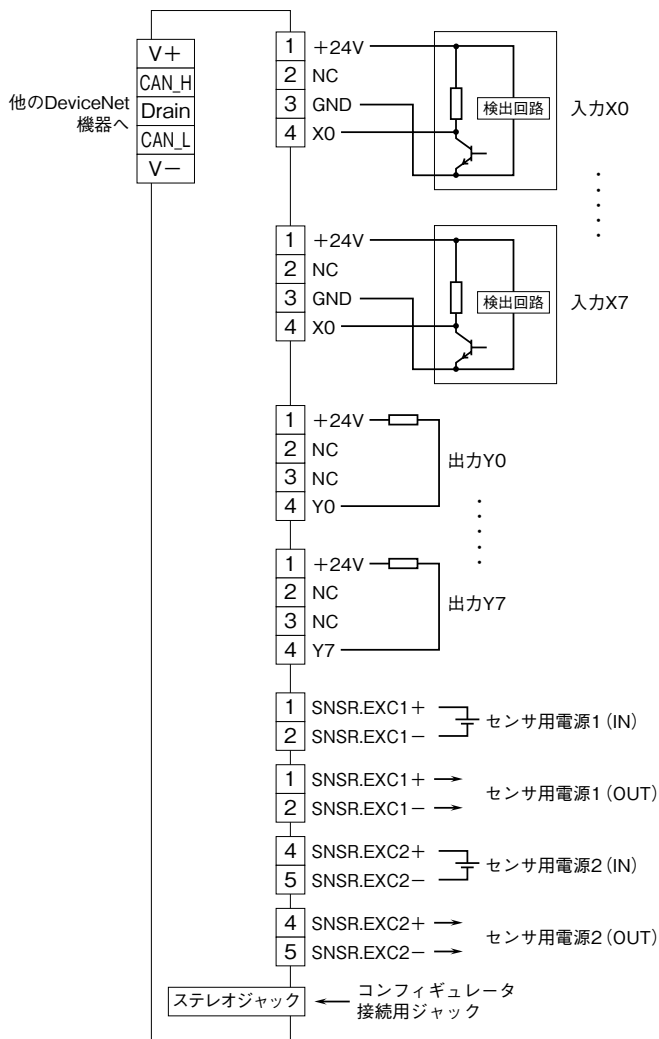 他のDeviceNet
機器へ
V+
CAN_H
Drain
CAN_L
V−
1 +24V
2 NC
3 GND
4 X0
検出回路
入力X0
1 +24V
2 NC
3 GND
4 X0
検出回路
入力X7
1 +24V
2 NC
3 NC
4 Y0
出力Y0
1 +24V
2 NC
3 NC
4 Y7
出力Y7
1 SNSR.EXC1+
2 SNSR.EXC1−
センサ用電源1(IN)
1 SNSR.EXC1+
2 SNSR.EXC1−
センサ用電源1(OUT)
4 SNSR.EXC2+
5 SNSR.EXC2−
センサ用電源2(IN)
4 SNSR.EXC2+
5 SNSR.EXC2−
センサ用電源2(OUT)
ステレオジャック
コンフィギュレータ
接続用ジャック